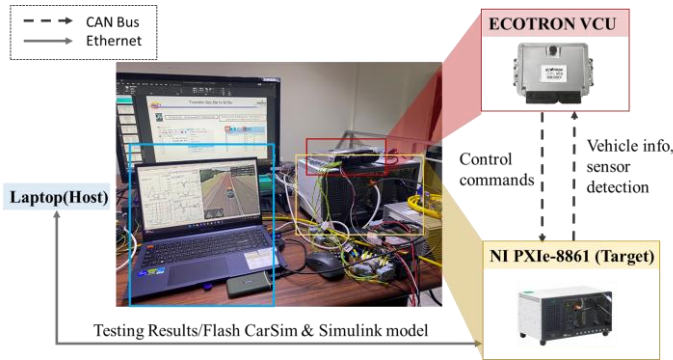 CAN Bus
Ethernet
ECOTRON VCU
Control
commands
Vehicle info,
sensor
detection
Laptop(Host)
NI PXIe-8861 (Target)
Testing Results/Flash CarSim & Simulink model